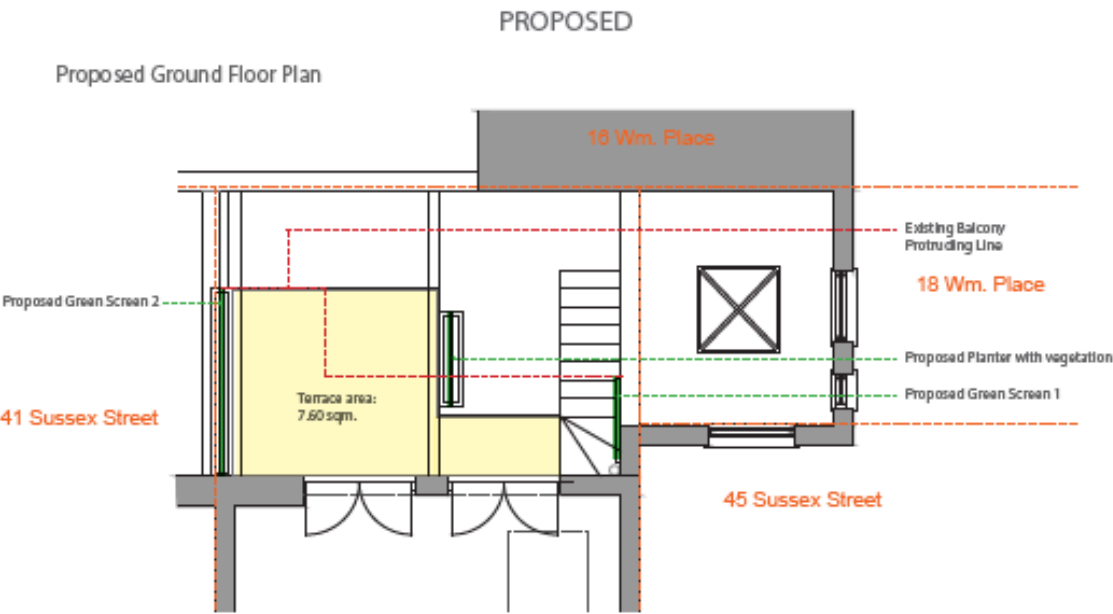 PROPOSED
Proposed Ground Floor Plan
16 Wm. Place
Existing Balcony
Protruding Line
18 Wm. Place
Proposed Green Screen 2
Proposed Planter with vegetation
Terrace area:
7.60 sqm.
Proposed Green Screen 1
41 Sussex Street
45 Sussex Street